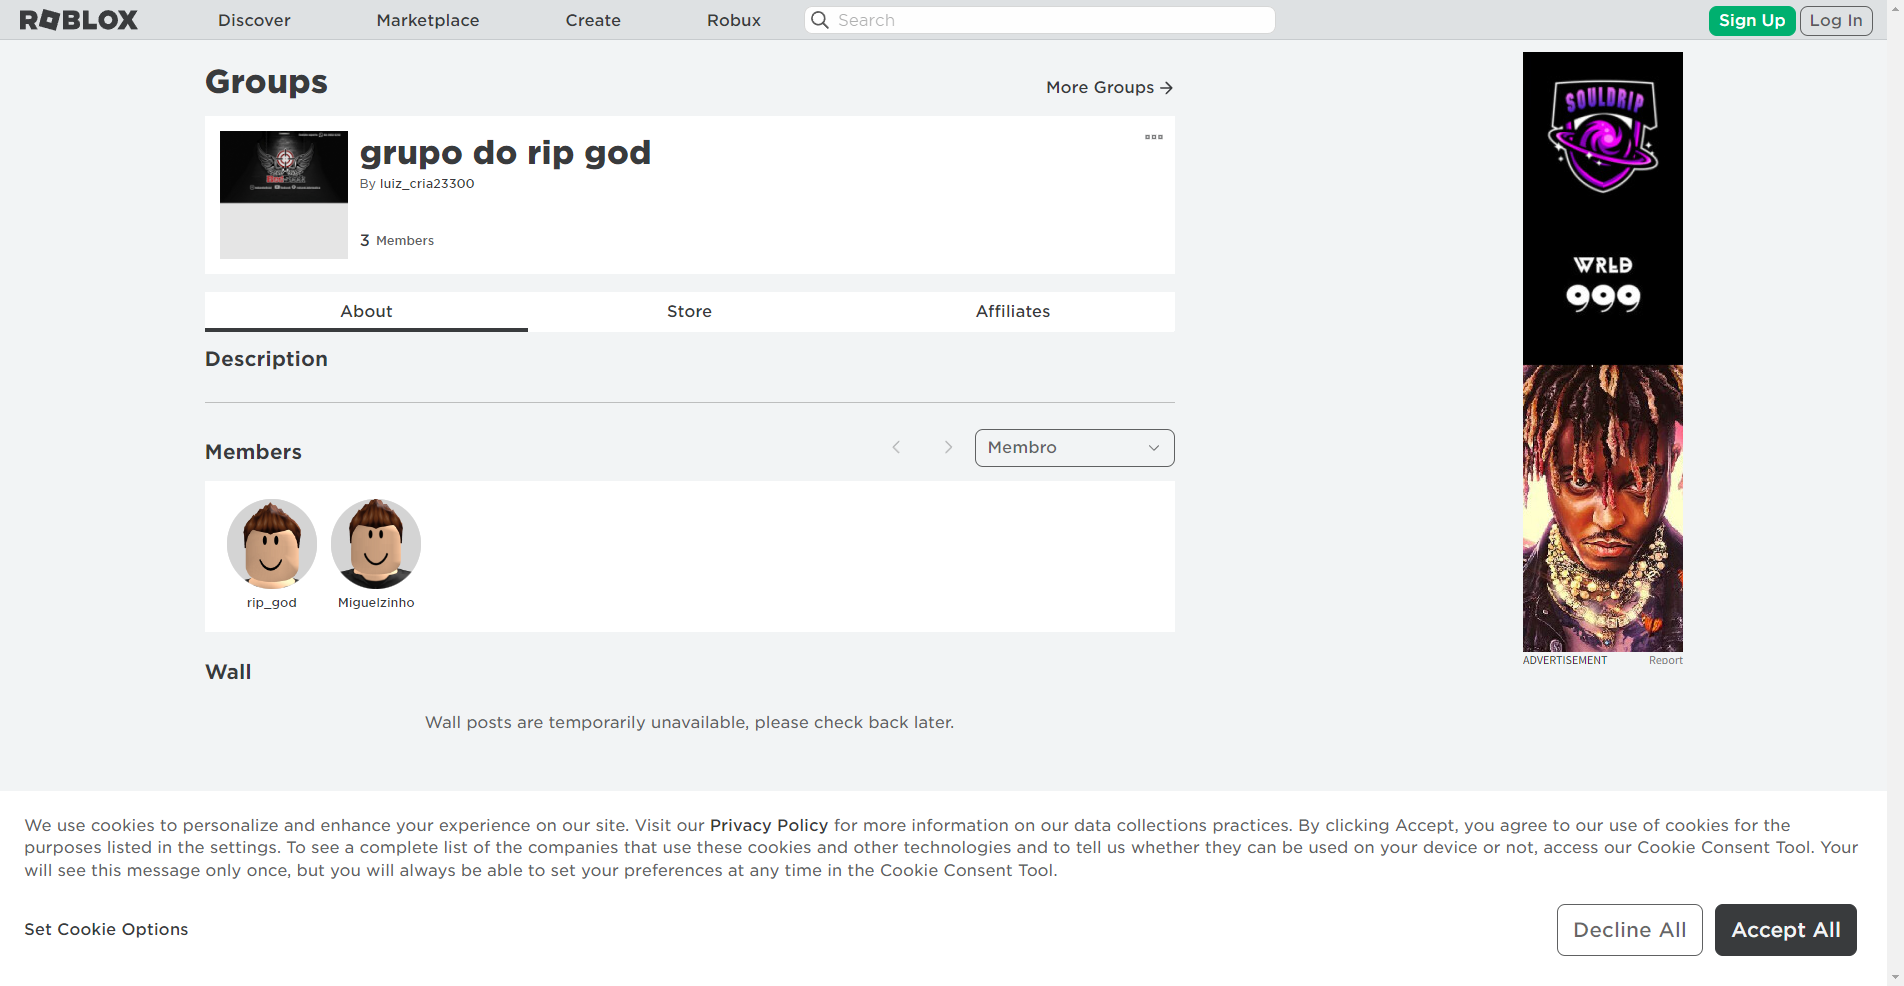 ROBLOX
Discover
Marketplace
Create
Robux
Search
Sign Up
Log In
Groups
More Groups
grupo do rip god
By luiz_cria23300
3 Members
About
Store
Affiliates
Description
Members
Membro
rip_god
Miguelzinho
Wall
Wall posts are temporarily unavailable, please check back later.
SOULDRIP
WRLD
999
ADVERTISEMENT
Report
We use cookies to personalize and enhance your experience on our site. Visit our Privacy Policy for more information on our data collections practices. By clicking Accept, you agree to our use of cookies for the
purposes listed in the settings. To see a complete list of the companies that use these cookies and other technologies and to tell us whether they can be used on your device or not, access our Cookie Consent Tool. Your
will see this message only once, but you will always be able to set your preferences at any time in the Cookie Consent Tool.
Set Cookie Options
Decline All
Accept All